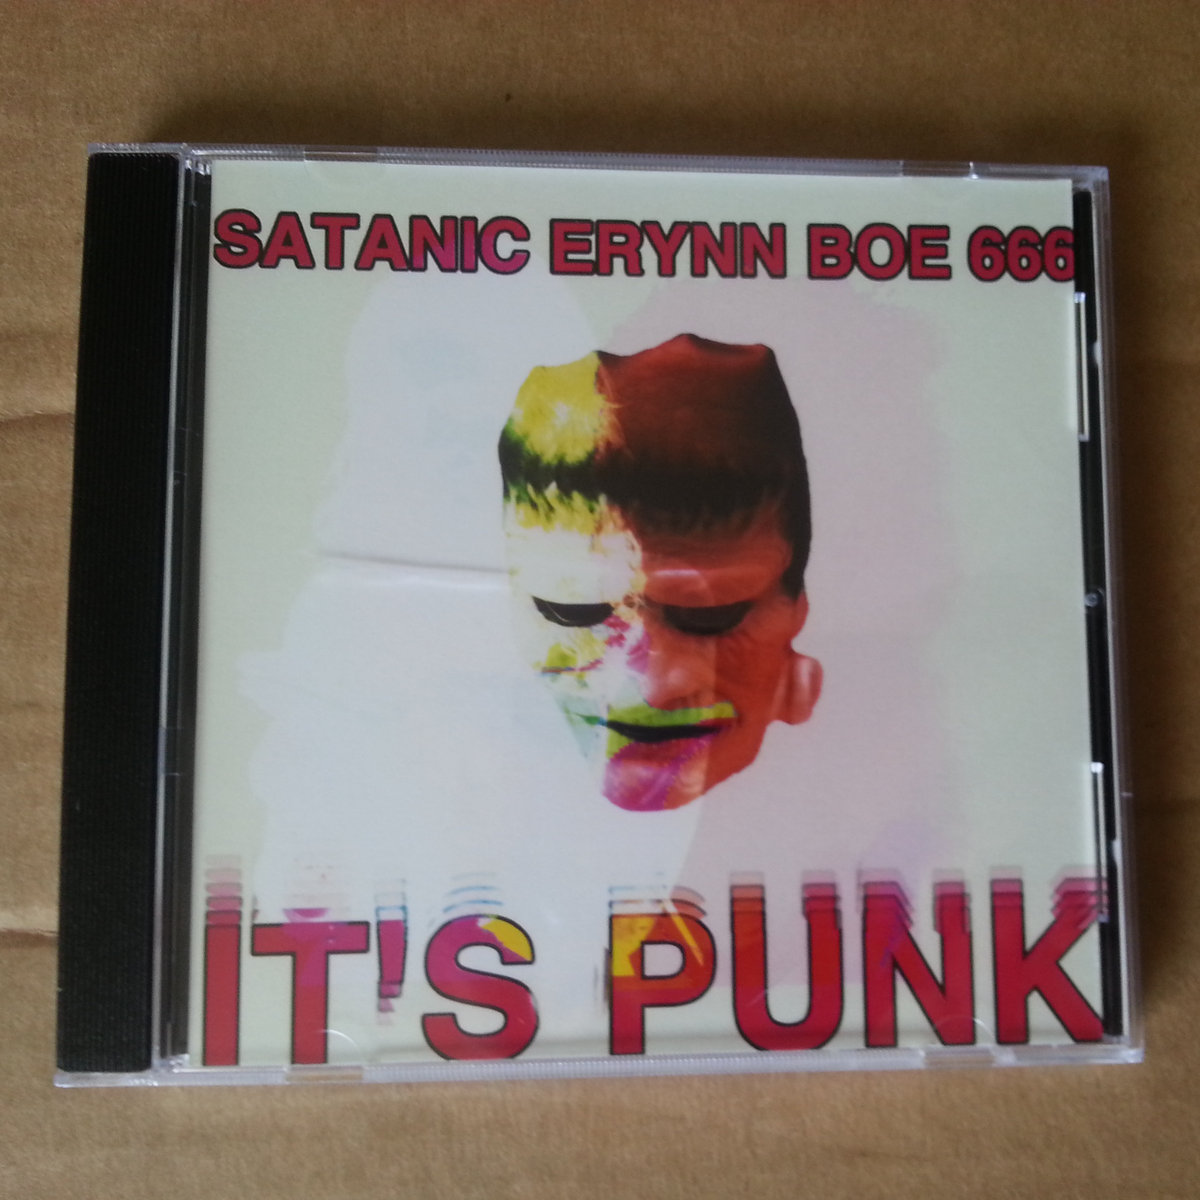 SATANIC ERYNN BOE 666
IT'S PUNK